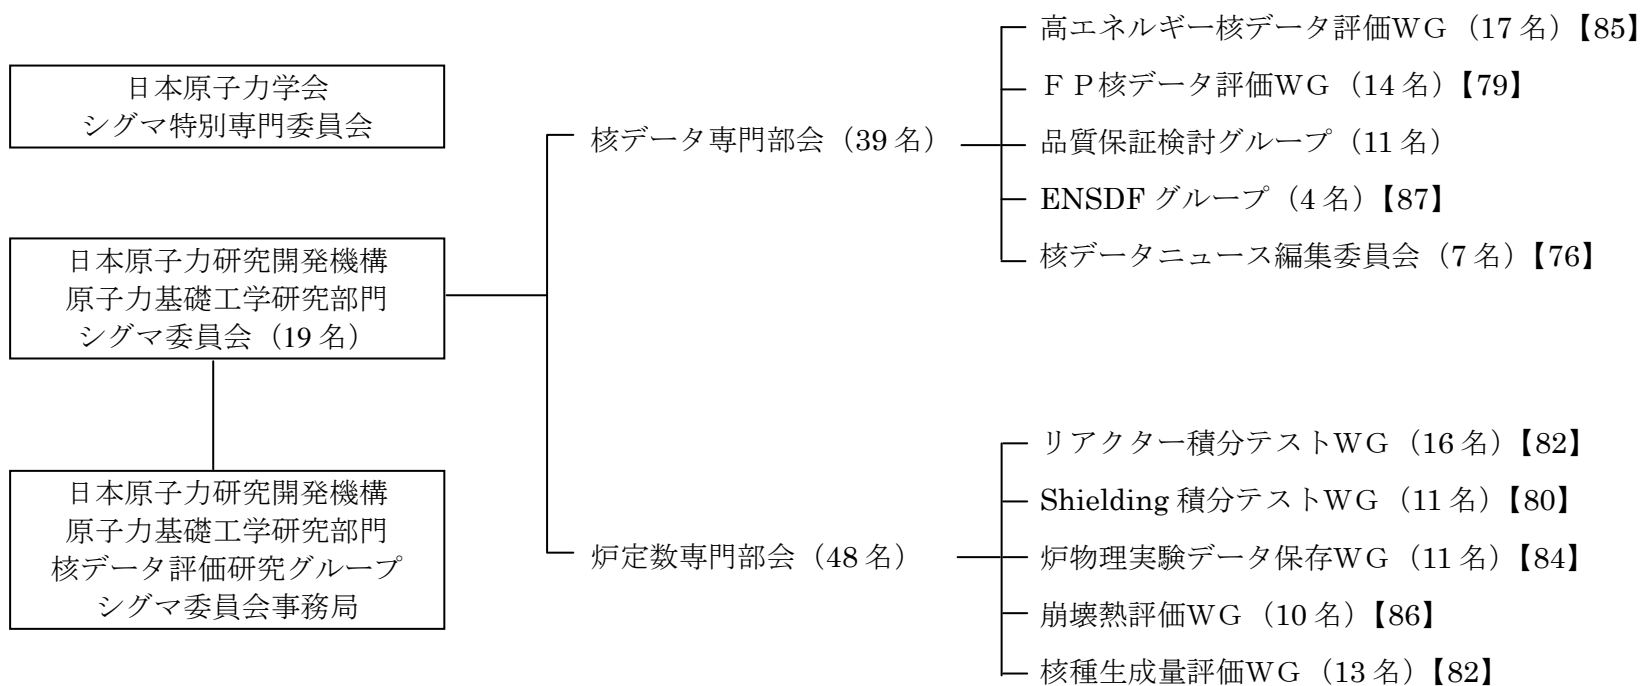 日本原子力学会
シグマ特別専門委員会
日本原子力研究開発機構
原子力基礎工学研究部門
シグマ委員会（19名）
日本原子力研究開発機構
原子力基礎工学研究部門
核データ評価研究グループ
シグマ委員会事務局
核データ専門部会（39名）
高エネルギー核データ評価ＷＧ（17名）【85】
ＦＰ核データ評価ＷＧ（14名）【79】
品質保証検討グループ（11名）
ENSDFグループ（4名）【87】
核データニュース編集委員会（7名）【76】
炉定数専門部会（48名）
リアクター積分テストＷＧ（16名）【82】
Shielding積分テストＷＧ（11名）【80】
炉物理実験データ保存ＷＧ（11名）【84】
崩壊熱評価ＷＧ（10名）【86】
核種生成量評価ＷＧ（13名）【82】